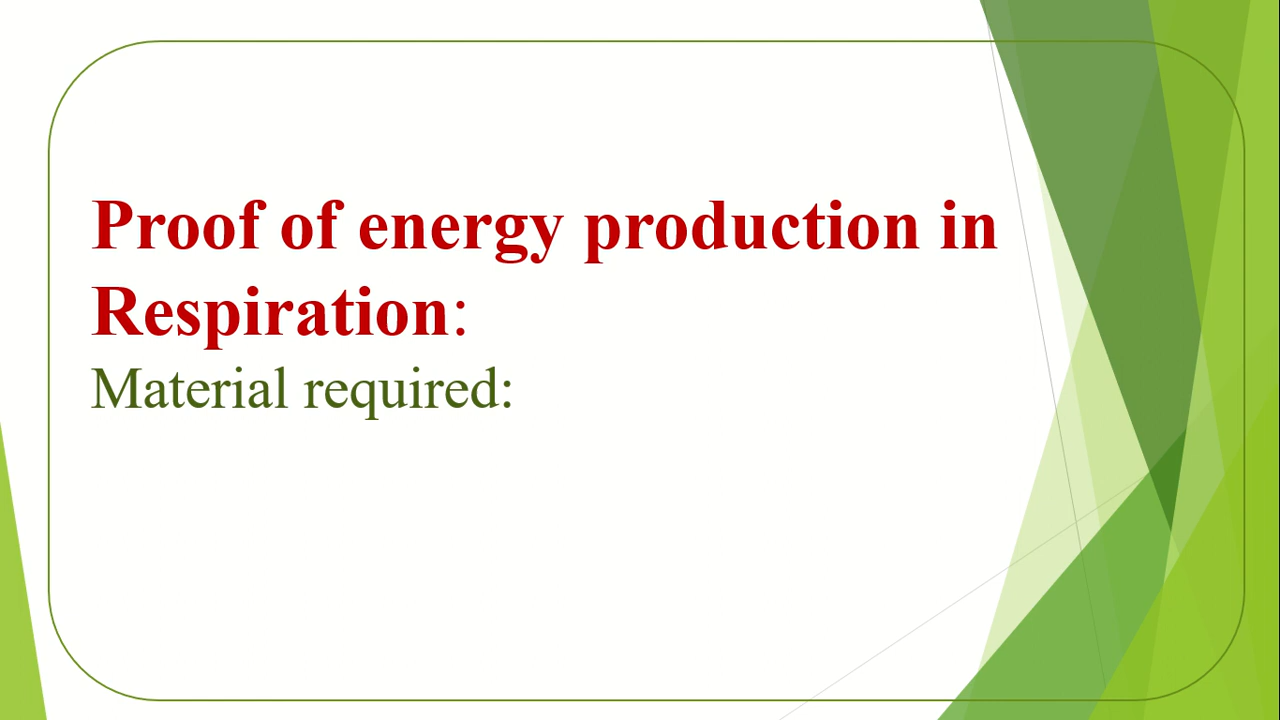 Proof of energy production in
Respiration:
Material required: